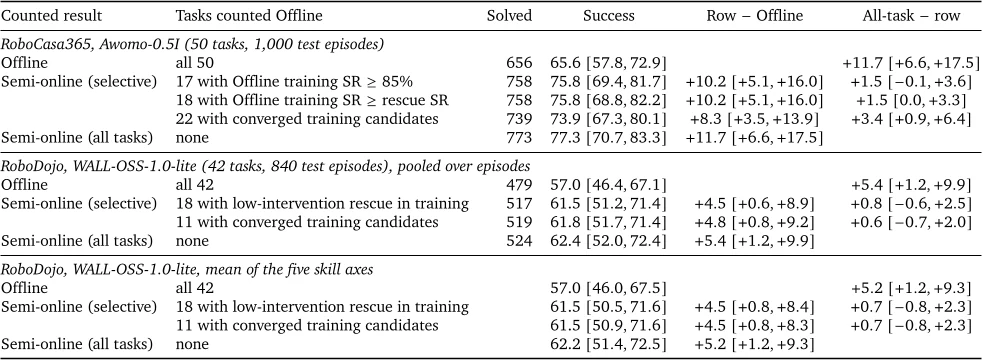 Counted result Tasks counted Offline Solved Success Row − Offline All-task − row
RoboCasa365, Awomo-0.5I (50 tasks, 1,000 test episodes)
Offline all 50 656 65.6 [57.8, 72.9] +11.7 [+6.6, +17.5]
Semi-online (selective) 17 with Offline training SR ≥ 85% 758 75.8 [69.4, 81.7] +10.2 [+5.1, +16.0] +1.5 [−0.1, +3.6]
18 with Offline training SR ≥ rescue SR 758 75.8 [68.8, 82.2] +10.2 [+5.1, +16.0] +1.5 [0.0, +3.3]
22 with converged training candidates 739 73.9 [67.3, 80.1] +8.3 [+3.5, +13.9] +3.4 [+0.9, +6.4]
Semi-online (all tasks) none 773 77.3 [70.7, 83.3] +11.7 [+6.6, +17.5]
RoboDojo, WALL-OSS-1.0-lite (42 tasks, 840 test episodes), pooled over episodes
Offline all 42 479 57.0 [46.4, 67.1] +5.4 [+1.2, +9.9]
Semi-online (selective) 18 with low-intervention rescue in training 517 61.5 [51.2, 71.4] +4.5 [+0.6, +8.9] +0.8 [−0.6, +2.5]
11 with converged training candidates 519 61.8 [51.7, 71.4] +4.8 [+0.8, +9.2] +0.6 [−0.7, +2.0]
Semi-online (all tasks) none 524 62.4 [52.0, 72.4] +5.4 [+1.2, +9.9]
RoboDojo, WALL-OSS-1.0-lite, mean of the five skill axes
Offline all 42 57.0 [46.0, 67.5] +5.2 [+1.2, +9.3]
Semi-online (selective) 18 with low-intervention rescue in training 61.5 [50.5, 71.6] +4.5 [+0.8, +8.4] +0.7 [−0.8, +2.3]
11 with converged training candidates 61.5 [50.9, 71.6] +4.5 [+0.8, +8.3] +0.7 [−0.8, +2.3]
Semi-online (all tasks) none 62.2 [51.4, 72.5] +5.2 [+1.2, +9.3]